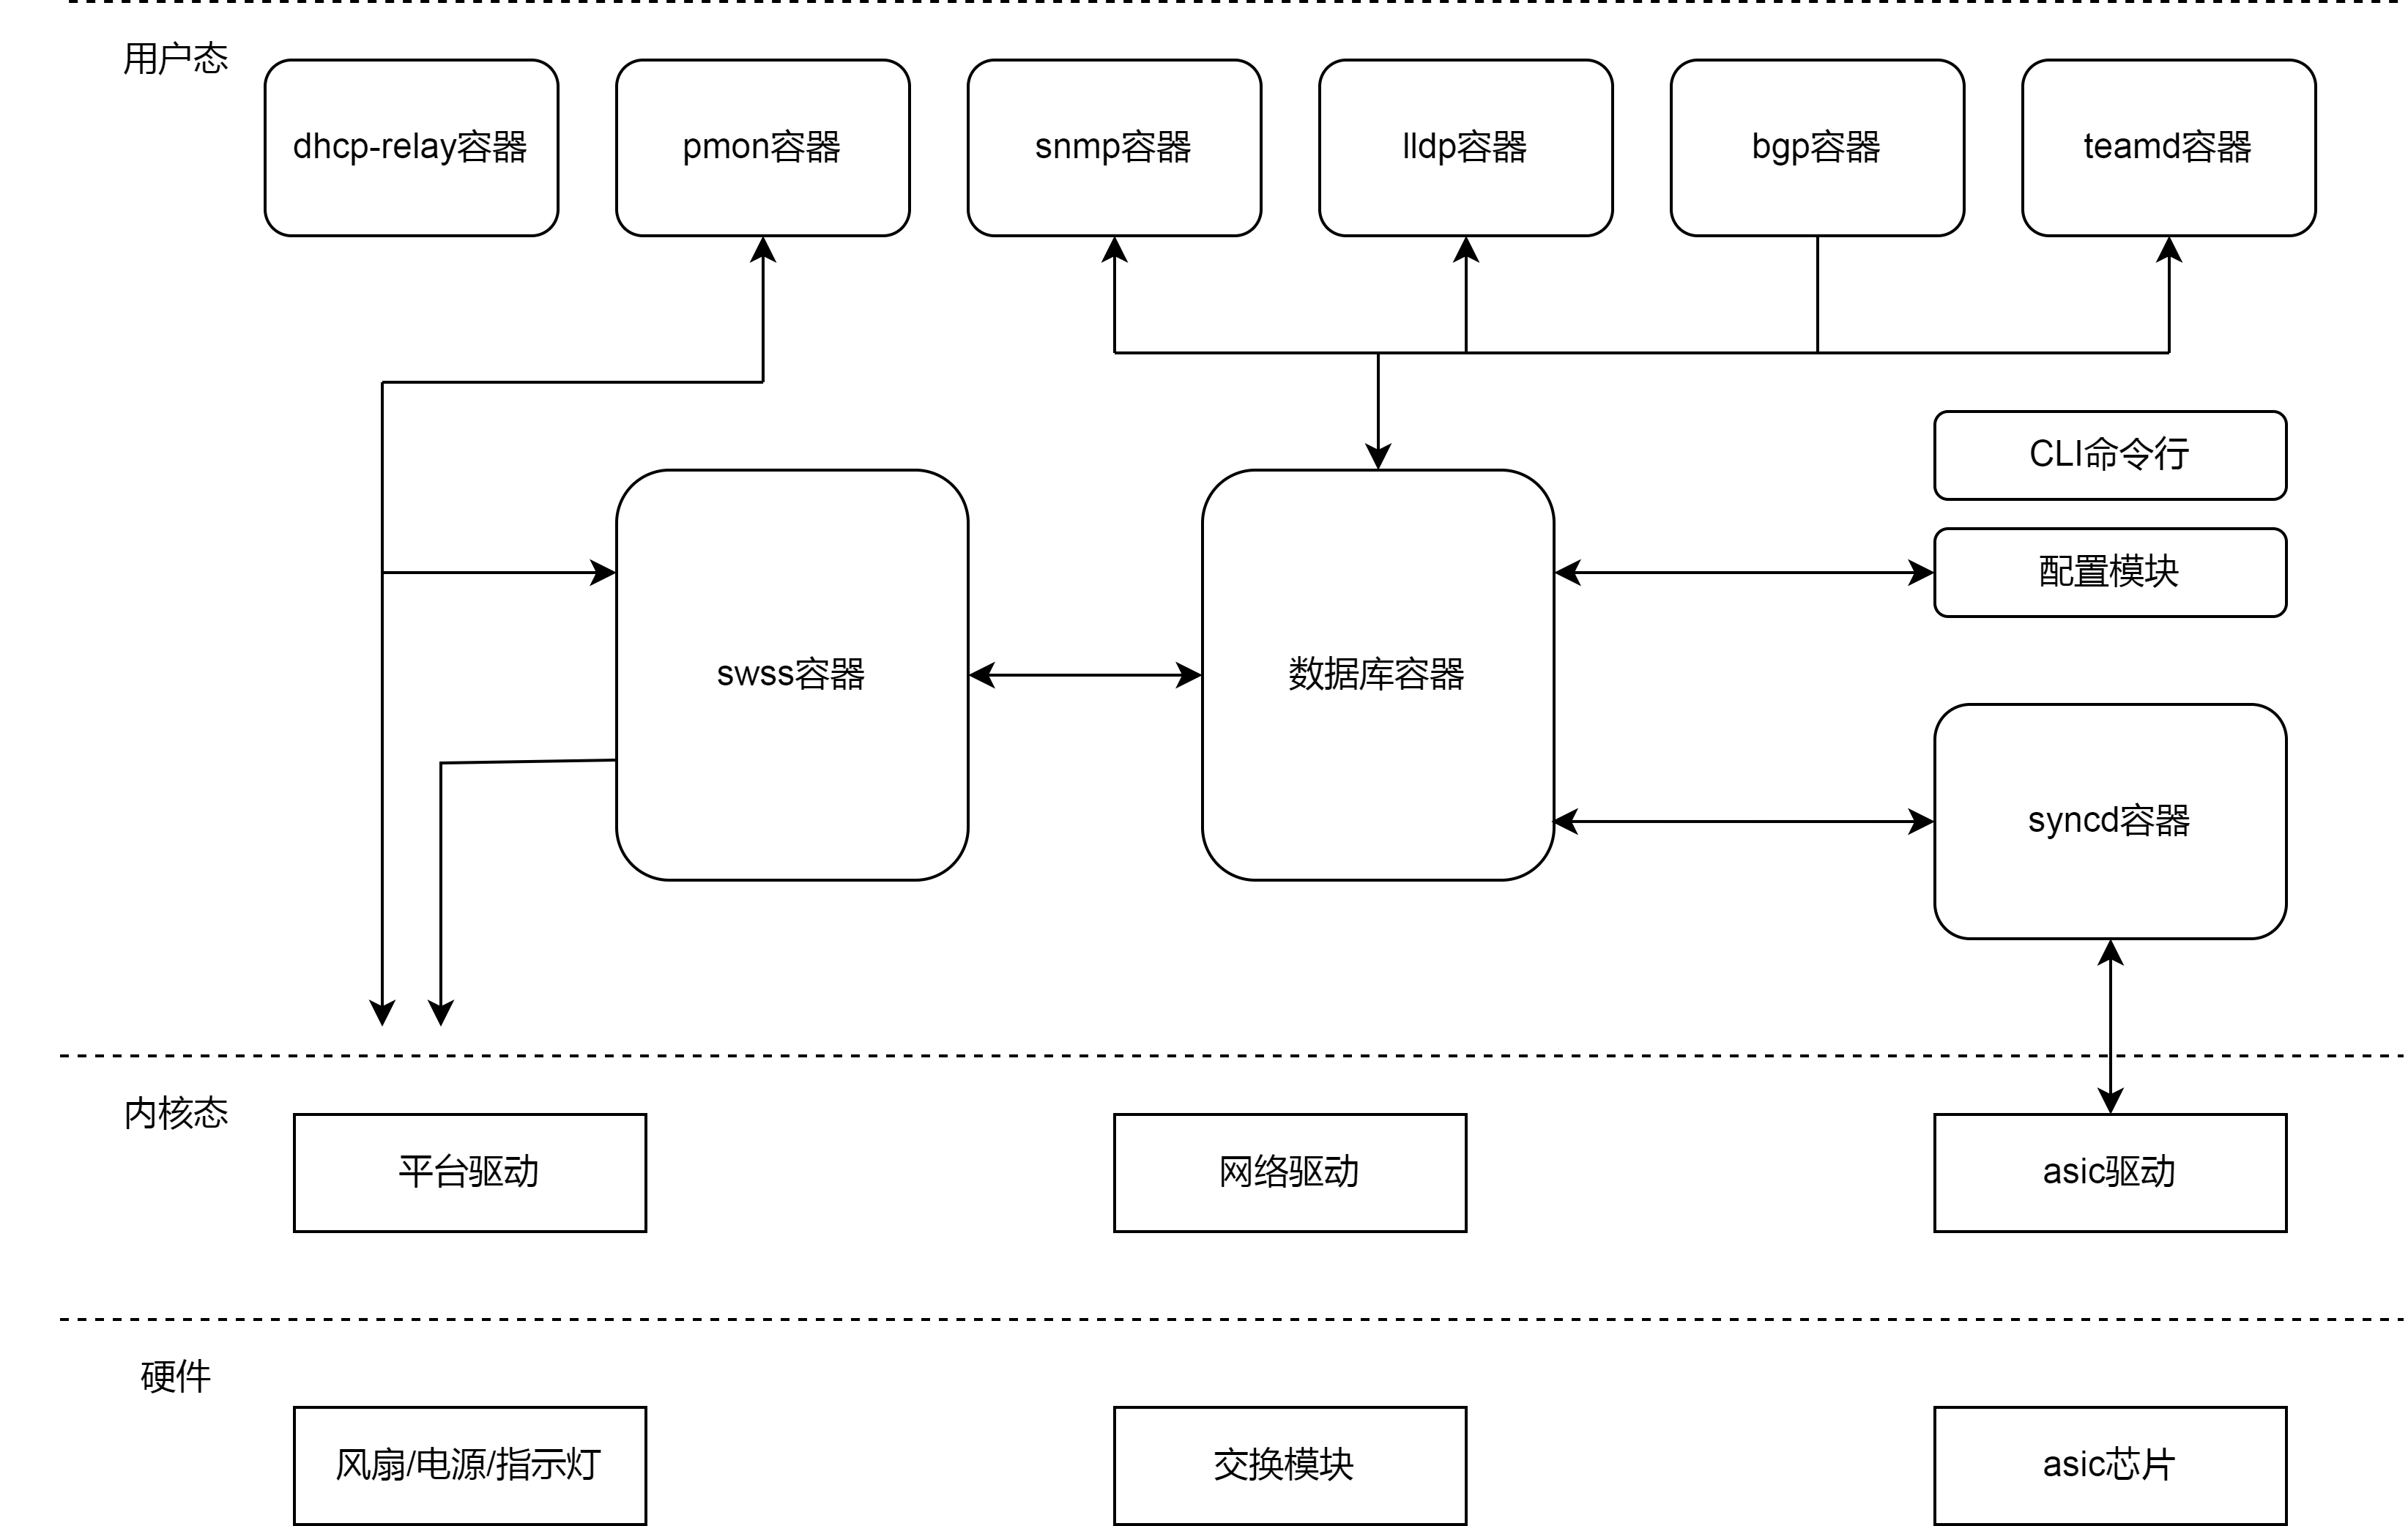 用户态
dhcp-relay容器
pmon容器
snmp容器
lldp容器
bgp容器
teamd容器
CLI命令行
配置模块
swss容器
数据库容器
syncd容器
内核态
平台驱动
网络驱动
asic驱动
硬件
风扇/电源/指示灯
交换模块
asic芯片